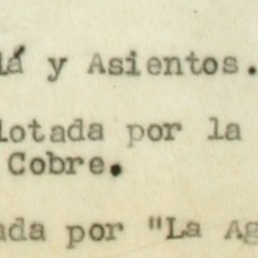 lá y Asientos.
lotada por la
Cobre.
ada por "La Ag